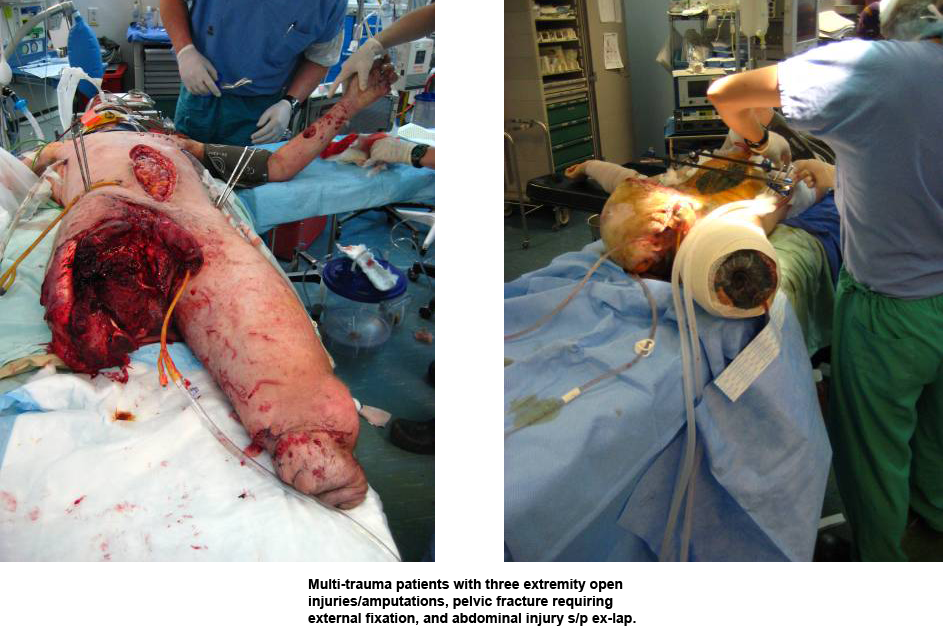 Multi-trauma patients with three extremity open
injuries/amputations, pelvic fracture requiring
external fixation, and abdominal injury s/p ex-lap.